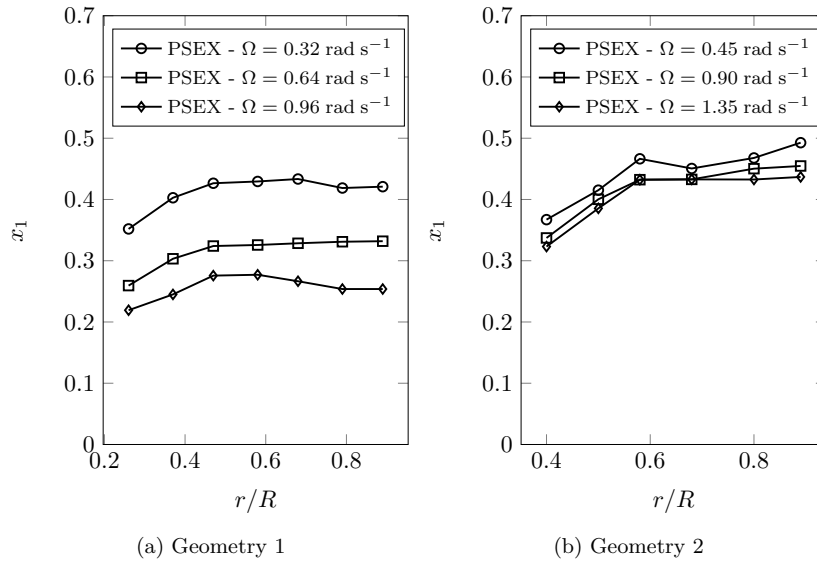 0.7
0.6
0.5
0.4
0.3
0.2
0.1
0
0.2
0.4
0.6
0.8
x₁
r/R
PSEX - Ω = 0.32 rad s⁻¹
PSEX - Ω = 0.64 rad s⁻¹
PSEX - Ω = 0.96 rad s⁻¹
(a) Geometry 1
0.7
0.6
0.5
0.4
0.3
0.2
0.1
0
0.4
0.6
0.8
x₁
r/R
PSEX - Ω = 0.45 rad s⁻¹
PSEX - Ω = 0.90 rad s⁻¹
PSEX - Ω = 1.35 rad s⁻¹
(b) Geometry 2